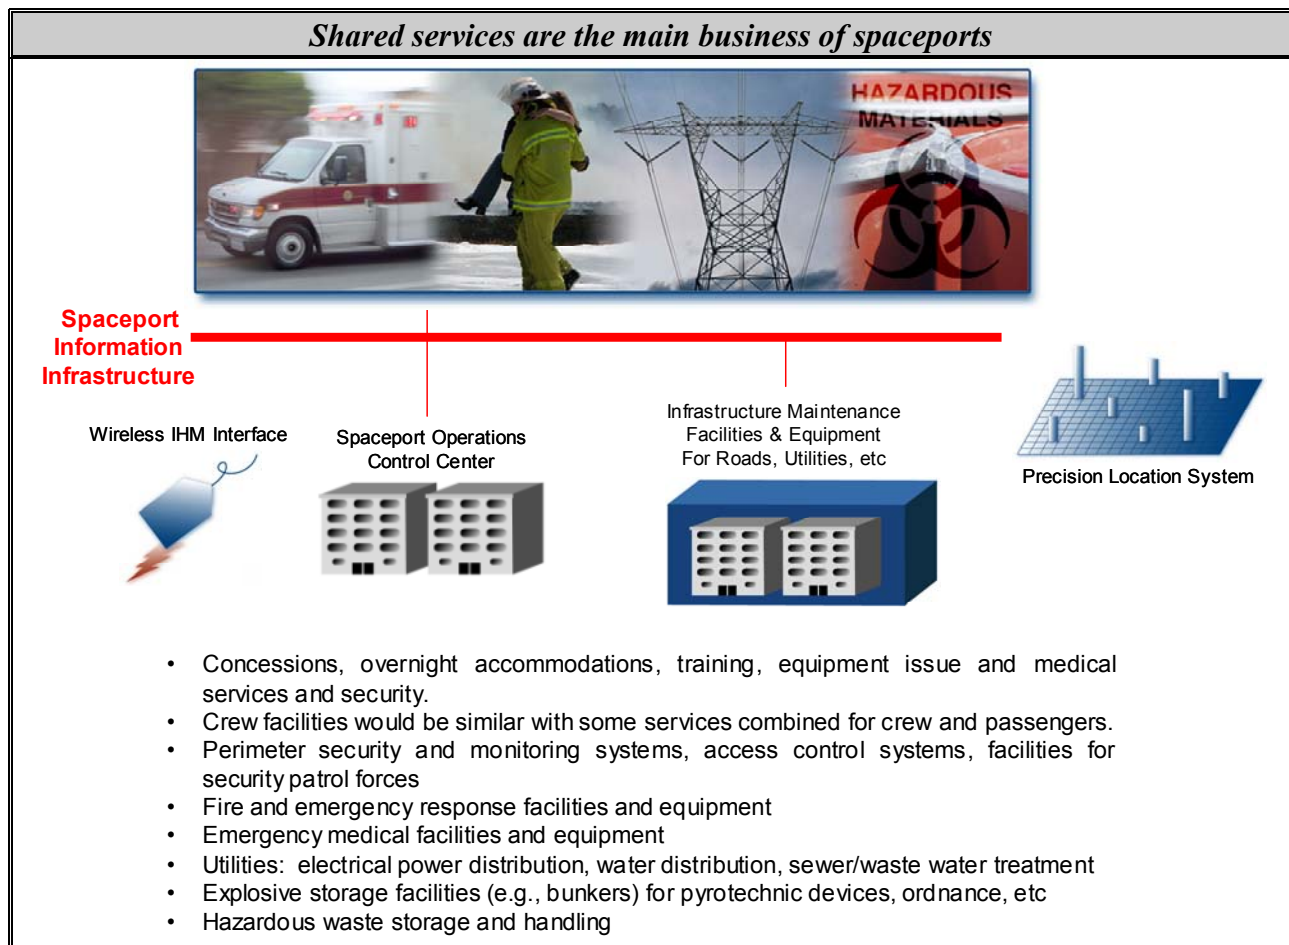 Shared services are the main business of spaceports
HAZARDOUS
MATERIALS
Spaceport
Information
Infrastructure
Wireless IHM Interface
Spaceport Operations
Control Center
Infrastructure Maintenance
Facilities & Equipment
For Roads, Utilities, etc
Precision Location System
• Concessions, overnight accommodations, training, equipment issue and medical
services and security.
• Crew facilities would be similar with some services combined for crew and passengers.
• Perimeter security and monitoring systems, access control systems, facilities for
security patrol forces
• Fire and emergency response facilities and equipment
• Emergency medical facilities and equipment
• Utilities: electrical power distribution, water distribution, sewer/waste water treatment
• Explosive storage facilities (e.g., bunkers) for pyrotechnic devices, ordnance, etc
• Hazardous waste storage and handling